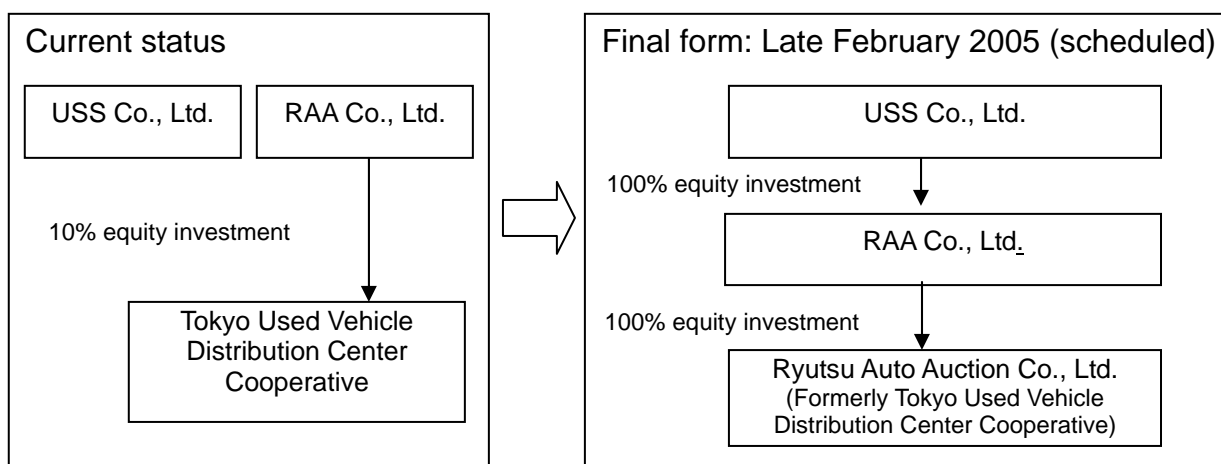 Current status
USS Co., Ltd.
RAA Co., Ltd.
10% equity investment
Tokyo Used Vehicle
Distribution Center
Cooperative
Final form: Late February 2005 (scheduled)
USS Co., Ltd.
100% equity investment
RAA Co., Ltd.
100% equity investment
Ryutsu Auto Auction Co., Ltd.
(Formerly Tokyo Used Vehicle
Distribution Center Cooperative)